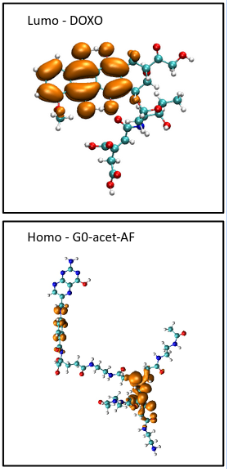 Lumo - DOXO
Homo - G0-acet-AF